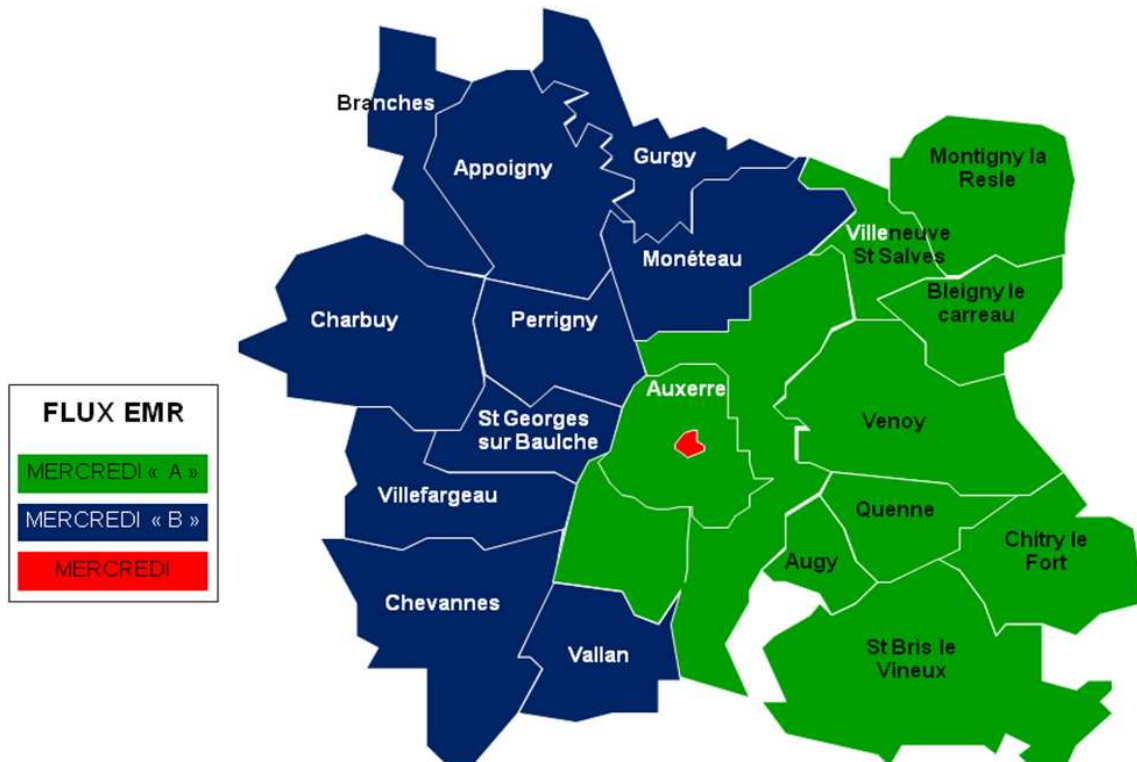 Branches
Appoigny
Gurgy
Montigny la
Resle
Villeneuve
St Salves
Monéteau
Bleigny le
carreau
Charbuy
Perrigny
Auxerre
FLUX EMR
St Georges
sur Baulche
Venoy
MERCREDI « A »
Villefargeau
MERCREDI « B »
Quenne
Chitry le
Fort
Augy
MERCREDI
Chevannes
Vallan
St Bris le
Vineux